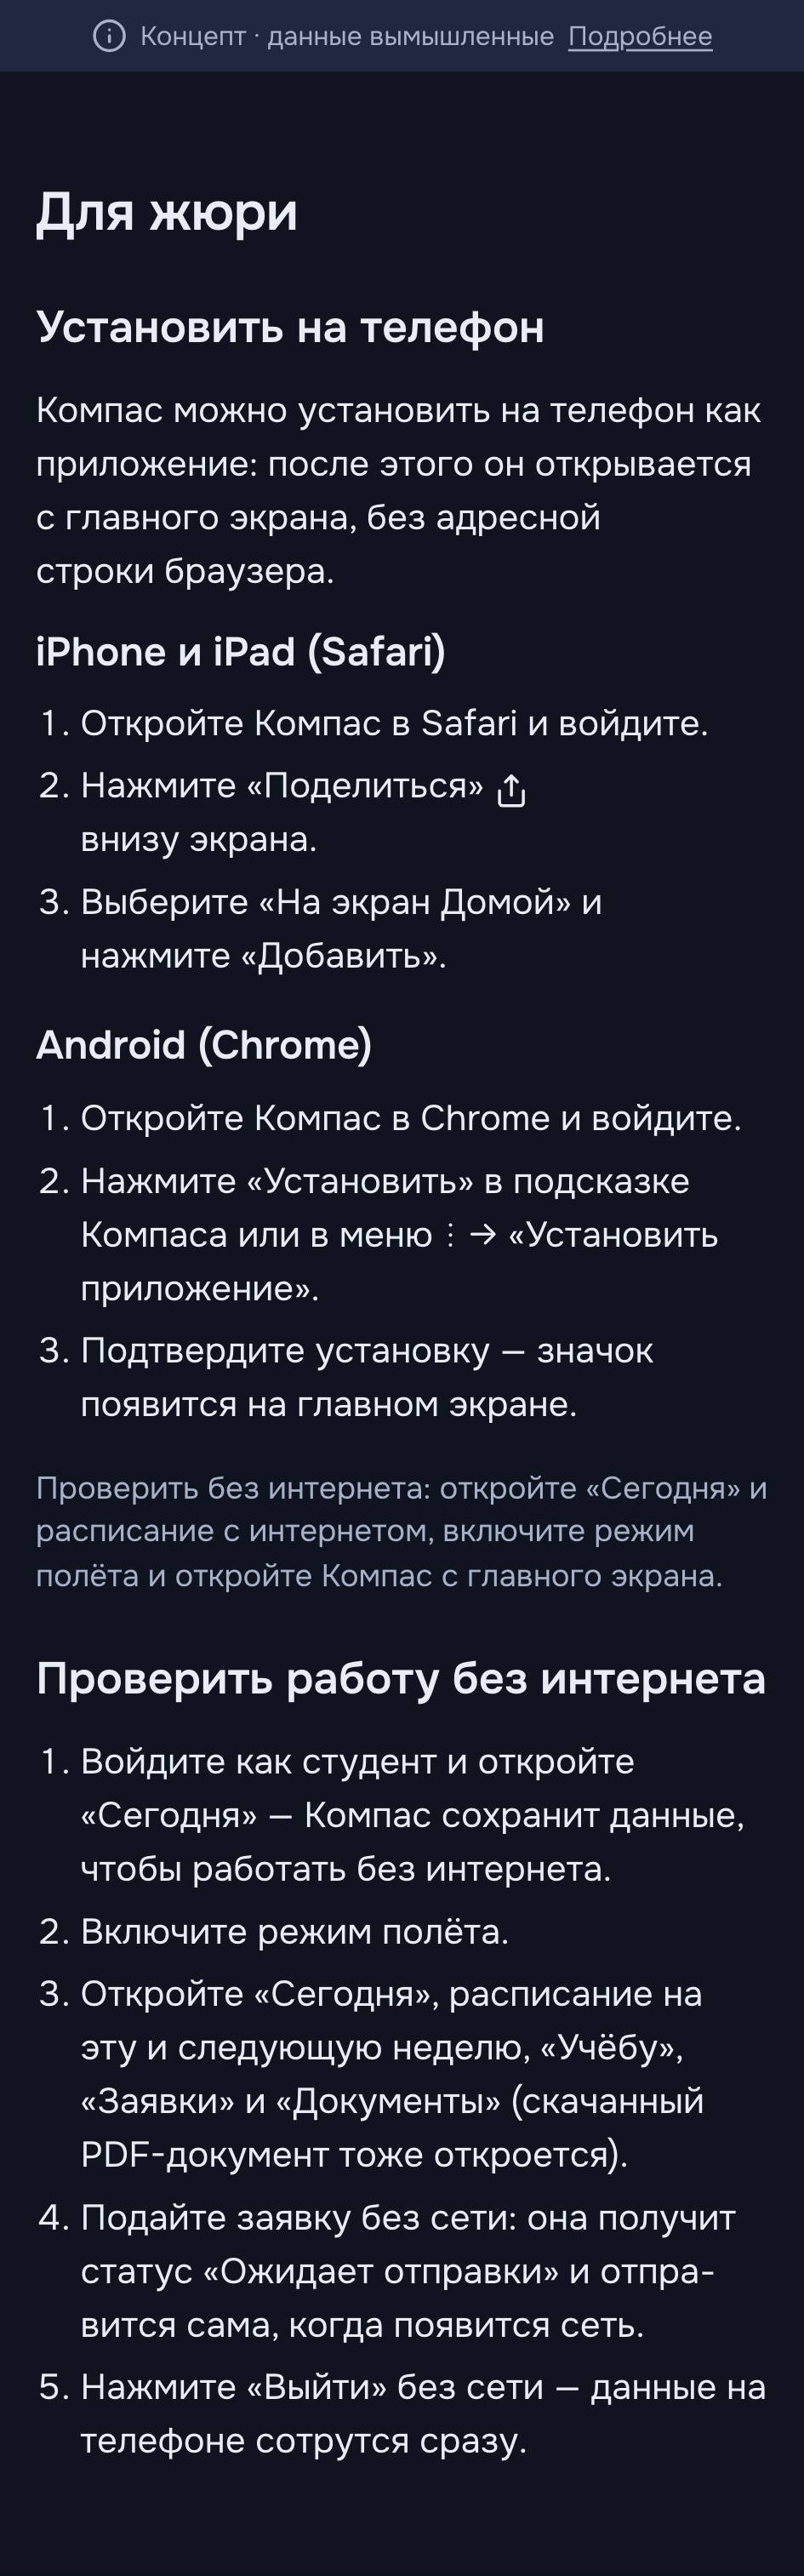 Концепт · данные вымышленные Подробнее
Для жюри
Установить на телефон
Компас можно установить на телефон как
приложение: после этого он открывается
с главного экрана, без адресной
строки браузера.
iPhone и iPad (Safari)
1. Откройте Компас в Safari и войдите.
2. Нажмите «Поделиться»
внизу экрана.
3. Выберите «На экран Домой» и
нажмите «Добавить».
Android (Chrome)
1. Откройте Компас в Chrome и войдите.
2. Нажмите «Установить» в подсказке
Компаса или в меню ⋮ → «Установить
приложение».
3. Подтвердите установку — значок
появится на главном экране.
Проверить без интернета: откройте «Сегодня» и
расписание с интернетом, включите режим
полёта и откройте Компас с главного экрана.
Проверить работу без интернета
1. Войдите как студент и откройте
«Сегодня» — Компас сохранит данные,
чтобы работать без интернета.
2. Включите режим полёта.
3. Откройте «Сегодня», расписание на
эту и следующую неделю, «Учёбу»,
«Заявки» и «Документы» (скачанный
PDF-документ тоже откроется).
4. Подайте заявку без сети: она получит
статус «Ожидает отправки» и отпра-
вится сама, когда появится сеть.
5. Нажмите «Выйти» без сети — данные на
телефоне сотрутся сразу.